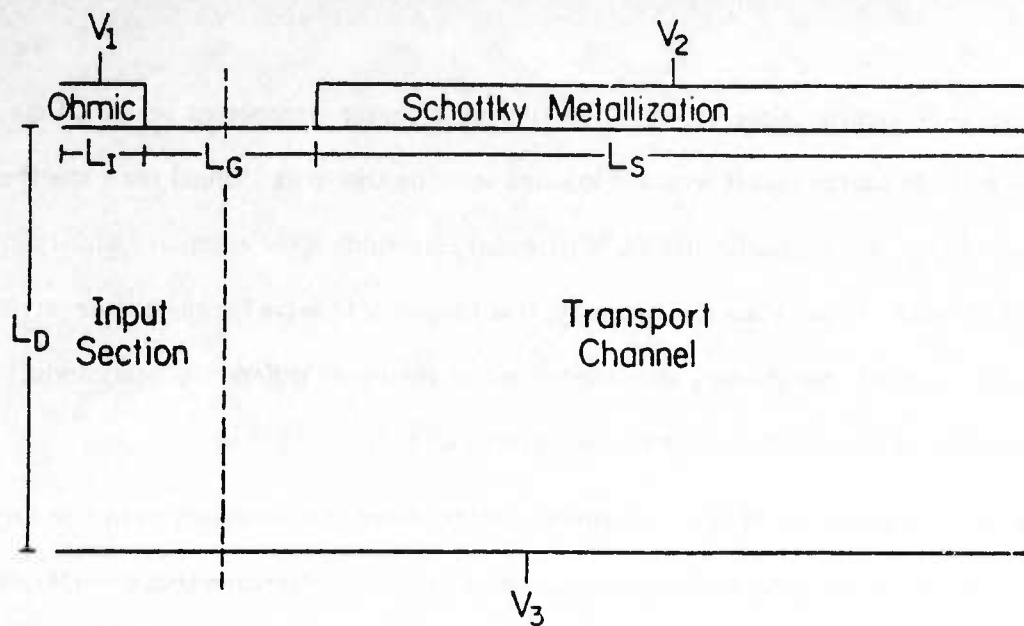 V1 V2
Ohmic Schottky Metallization
LI LG LS
LD
Input Section
Transport Channel
V3